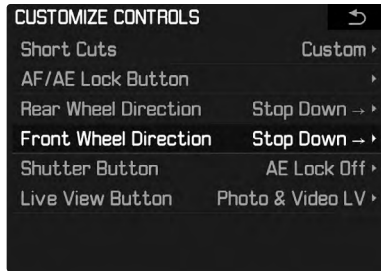 CUSTOMIZE CONTROLS
Short Cuts Custom
AF/AE Lock Button
Rear Wheel Direction Stop Down →
Front Wheel Direction Stop Down →
Shutter Button AE Lock Off
Live View Button Photo & Video LV